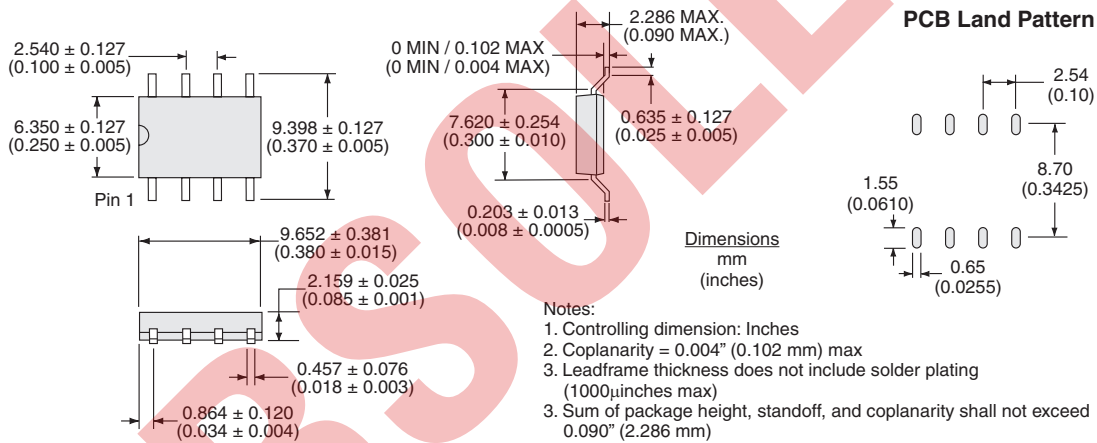 PCB Land Pattern
2.540 ± 0.127
(0.100 ± 0.005)
6.350 ± 0.127
(0.250 ± 0.005)
9.398 ± 0.127
(0.370 ± 0.005)
Pin 1
2.286 MAX.
(0.090 MAX.)
0 MIN / 0.102 MAX
(0 MIN / 0.004 MAX)
7.620 ± 0.254
(0.300 ± 0.010)
0.635 ± 0.127
(0.025 ± 0.005)
0.203 ± 0.013
(0.008 ± 0.0005)
2.54
(0.10)
8.70
(0.3425)
1.55
(0.0610)
0.65
(0.0255)
9.652 ± 0.381
(0.380 ± 0.015)
2.159 ± 0.025
(0.085 ± 0.001)
0.457 ± 0.076
(0.018 ± 0.003)
0.864 ± 0.120
(0.034 ± 0.004)
Dimensions
mm
(inches)
Notes:
1. Controlling dimension: Inches
2. Coplanarity = 0.004” (0.102 mm) max
3. Leadframe thickness does not include solder plating
(1000µinches max)
3. Sum of package height, standoff, and coplanarity shall not exceed
0.090” (2.286 mm)